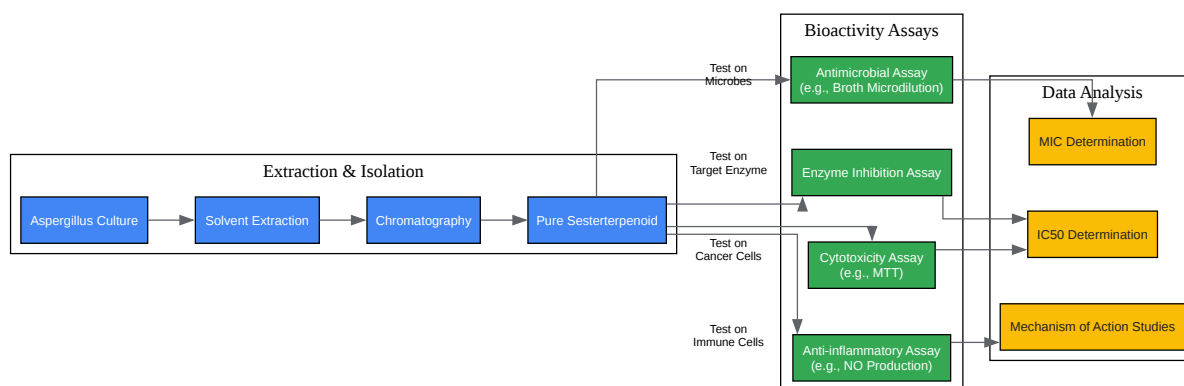 Extraction & Isolation
Aspergillus Culture
Solvent Extraction
Chromatography
Pure Sesterterpenoid
Test on
Microbes
Test on
Target Enzyme
Test on
Cancer Cells
Test on
Immune Cells
Bioactivity Assays
Antimicrobial Assay
(e.g., Broth Microdilution)
Enzyme Inhibition Assay
Cytotoxicity Assay
(e.g., MTT)
Anti-inflammatory Assay
(e.g., NO Production)
Data Analysis
MIC Determination
IC50 Determination
Mechanism of Action Studies